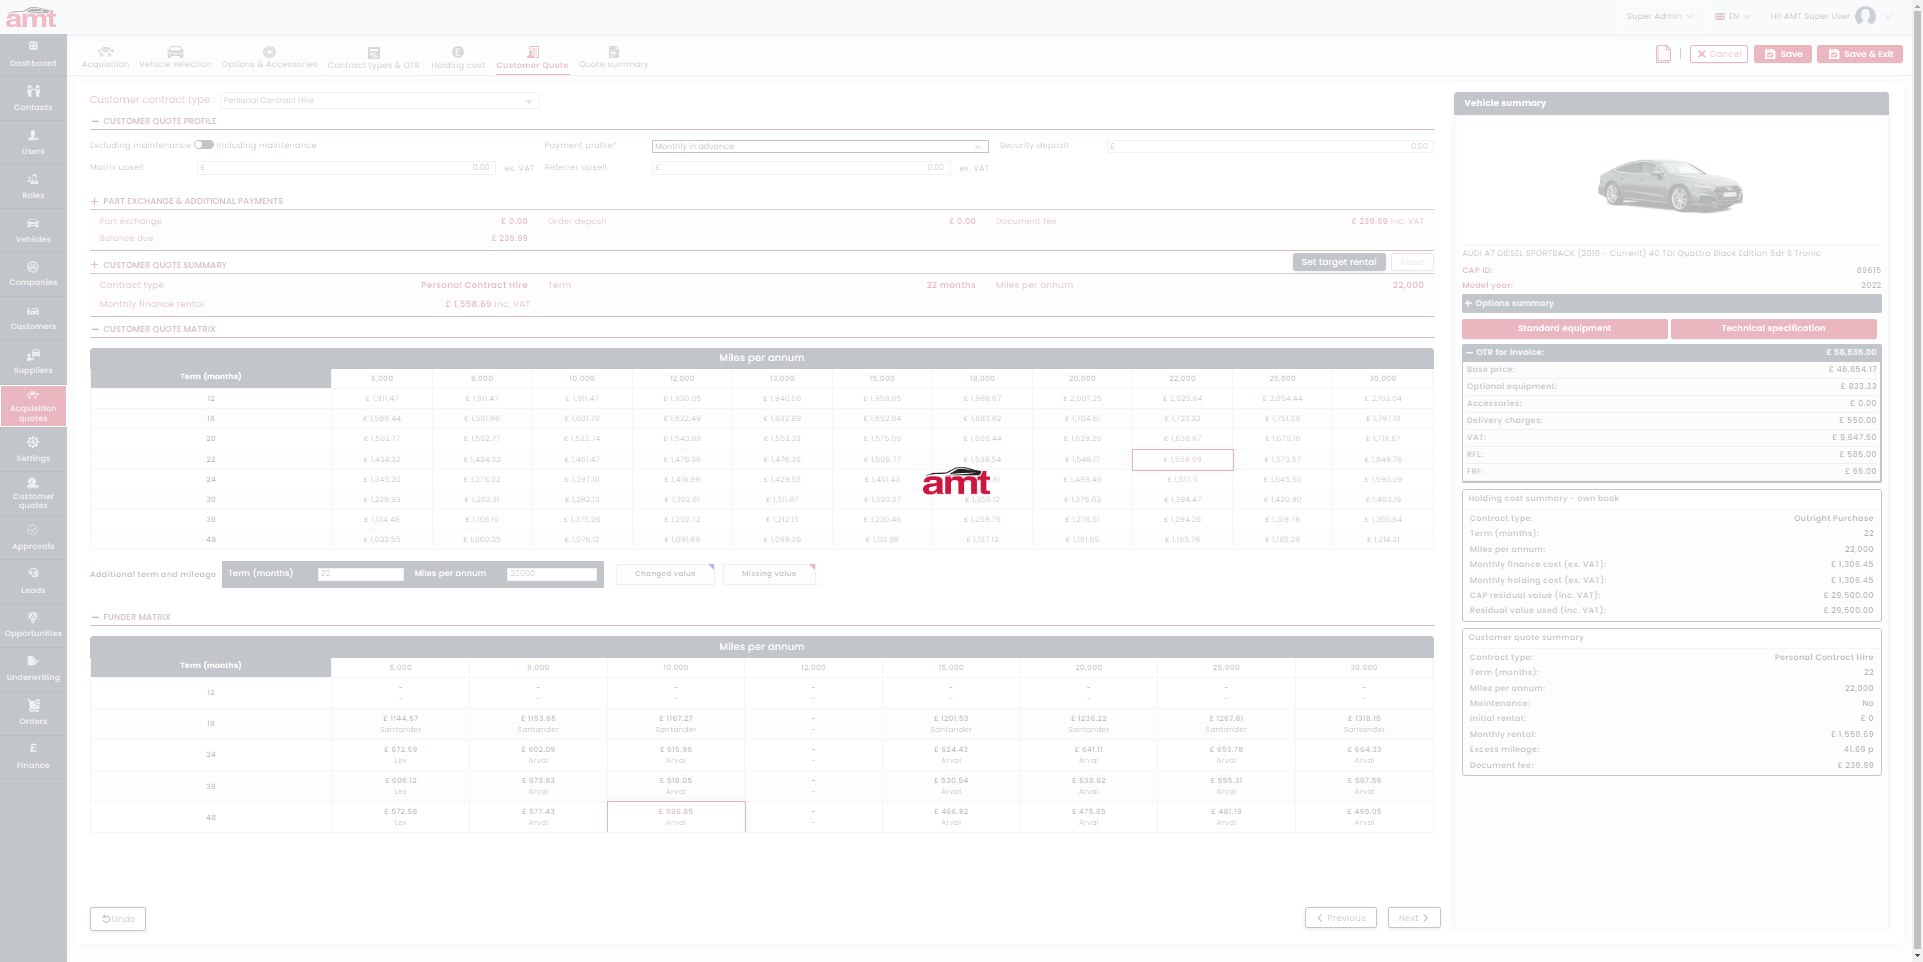 amt
Super Admin
EN
Hi! AMT Super User
Dashboard
Contacts
Users
Roles
Vehicles
Companies
Customers
Suppliers
Acquisition quotes
Settings
Customer quotes
Approvals
Leads
Opportunities
Underwriting
Orders
Finance
Acquisition Vehicle selection Options & Accessories Contract types & OTR Holding cost Customer Quote Quote summary
Cancel Save Save & Exit
Customer contract type : Personal Contract Hire
CUSTOMER QUOTE PROFILE
Excluding maintenance Including maintenance Payment profile* Monthly in advance Security deposit £ 0.00
Matrix upsell £ 0.00 ex. VAT Referrer upsell £ 0.00 ex. VAT
PART EXCHANGE & ADDITIONAL PAYMENTS
Part exchange £ 0.00 Order deposit £ 0.00 Document fee £ 239.99 inc. VAT
Balance due £ 239.99
CUSTOMER QUOTE SUMMARY Set target rental Reset
Contract type Personal Contract Hire Term 22 months Miles per annum 22,000
Monthly finance rental £ 1,558.69 inc. VAT
CUSTOMER QUOTE MATRIX
Miles per annum
Term (months) 5,000 8,000 10,000 12,000 13,000 15,000 18,000 20,000 22,000 25,000 30,000
12 £ 1,911.47 £ 1,911.47 £ 1,911.47 £ 1,930.05 £ 1,940.06 £ 1,958.65 £ 1,988.67 £ 2,007.25 £ 2,025.84 £ 2,054.44 £ 2,103.04
18 £ 1,568.44 £ 1,581.96 £ 1,601.70 £ 1,622.49 £ 1,632.89 £ 1,652.64 £ 1,683.82 £ 1,704.61 £ 1,723.32 £ 1,751.39 £ 1,797.13
20 £ 1,502.77 £ 1,502.77 £ 1,522.74 £ 1,543.68 £ 1,552.23 £ 1,575.06 £ 1,606.44 £ 1,629.26 £ 1,636.87 £ 1,670.16 £ 1,718.67
22 £ 1,434.32 £ 1,434.32 £ 1,461.47 £ 1,476.36 £ 1,476.36 £ 1,508.77 £ 1,538.54 £ 1,548.17 £ 1,558.69 £ 1,573.57 £ 1,649.76
24 £ 1,345.20 £ 1,376.02 £ 1,397.10 £ 1,418.99 £ 1,429.53 £ 1,451.43 £ 1,498.46 £ 1,517.11 £ 1,545.50 £ 1,590.09
30 £ 1,229.93 £ 1,262.31 £ 1,282.13 £ 1,302.61 £ 1,311.87 £ 1,330.37 £ 1,358.12 £ 1,376.63 £ 1,394.47 £ 1,420.90 £ 1,463.19
36 £ 1,134.48 £ 1,166.10 £ 1,375.26 £ 1,202.72 £ 1,212.15 £ 1,230.46 £ 1,258.76 £ 1,276.51 £ 1,294.26 £ 1,319.78 £ 1,360.84
48 £ 1,032.55 £ 1,060.35 £ 1,076.12 £ 1,091.89 £ 1,099.36 £ 1,113.88 £ 1,137.13 £ 1,151.65 £ 1,165.76 £ 1,185.26 £ 1,214.31
amt
Additional term and mileage Term (months) 22 Miles per annum 22000 Changed value Missing value
FUNDER MATRIX
Miles per annum
Term (months) 5,000 8,000 10,000 12,000 15,000 20,000 25,000 30,000
12 - - - - - - - -
- - - - - - - -
18 £ 1144.57 £ 1153.65 £ 1167.27 - £ 1201.53 £ 1236.22 £ 1267.81 £ 1318.15
Santander Santander Santander - Santander Santander Santander Santander
24 £ 672.59 £ 602.09 £ 615.96 - £ 624.43 £ 641.11 £ 653.78 £ 664.33
Lex Arval Arval - Arval Arval Arval Arval
36 £ 606.12 £ 673.83 £ 518.05 - £ 530.54 £ 538.62 £ 555.31 £ 567.59
Lex Arval Arval - Arval Arval Arval Arval
48 £ 572.58 £ 577.43 £ 586.85 - £ 466.82 £ 475.85 £ 481.19 £ 495.05
Lex Arval Arval - Arval Arval Arval Arval
Undo Previous Next
Vehicle summary
AUDI A7 DIESEL SPORTBACK (2018 - Current) 40 TDI Quattro Black Edition 5dr S Tronic
CAP ID: 89615
Model year: 2022
Options summary
Standard equipment Technical specification
OTR for invoice: £ 58,535.00
Base price: £ 46,854.17
Optional equipment: £ 833.33
Accessories: £ 0.00
Delivery charges: £ 550.00
VAT: £ 9,647.50
RFL: £ 585.00
FRF: £ 65.00
Holding cost summary - own book
Contract type: Outright Purchase
Term (months): 22
Miles per annum: 22,000
Monthly finance cost (ex. VAT): £ 1,306.45
Monthly holding cost (ex. VAT): £ 1,306.45
CAP residual value (inc. VAT): £ 29,500.00
Residual value used (inc. VAT): £ 29,500.00
Customer quote summary
Contract type: Personal Contract Hire
Term (months): 22
Miles per annum: 22,000
Maintenance: No
Initial rental: £ 0
Monthly rental: £ 1,558.69
Excess mileage: 41.68 p
Document fee: £ 239.99